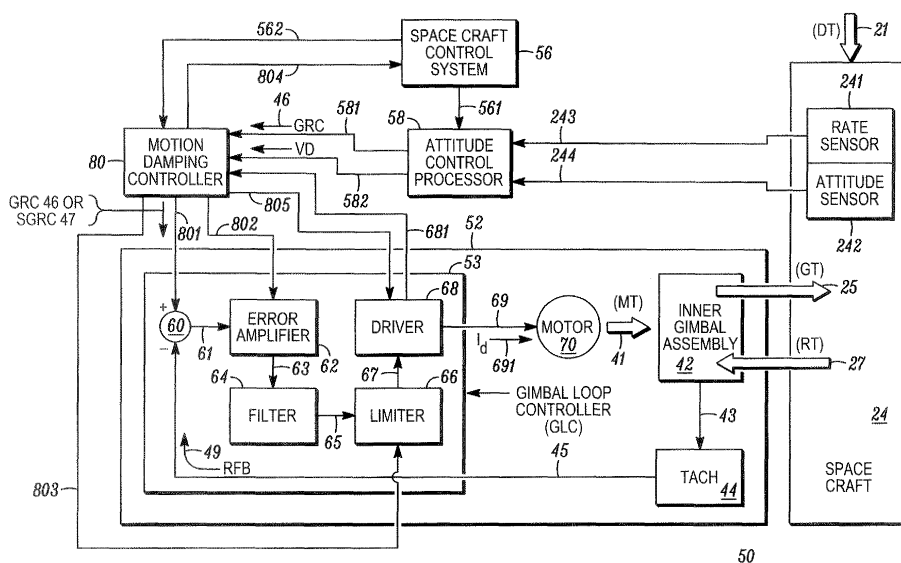 (DT)
21
562
SPACE CRAFT
CONTROL
SYSTEM
56
804
561
46
GRC
581
58
VD
582
ATTITUDE
CONTROL
PROCESSOR
243
244
241
RATE
SENSOR
ATTITUDE
SENSOR
242
80
MOTION
DAMPING
CONTROLLER
805
GRC 46 OR
SGRC 47
801
802
681
52
53
+
60
−
61
ERROR
AMPLIFIER
62
63
64
FILTER
65
68
DRIVER
67
66
LIMITER
69
Id
691
MOTOR
70
(MT)
41
INNER
GIMBAL
ASSEMBLY
42
(GT)
25
(RT)
27
GIMBAL LOOP
CONTROLLER
(GLC)
43
24
49
RFB
45
TACH
44
SPACE
CRAFT
803
50